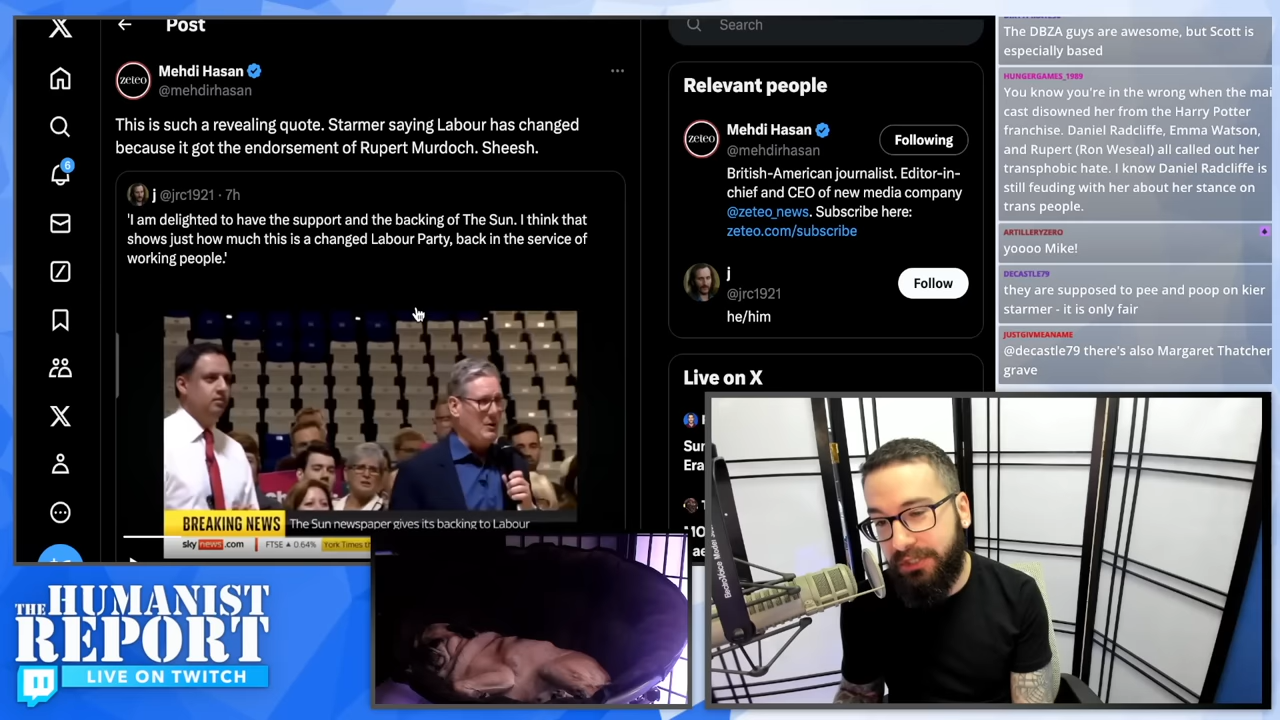 Post
Search
Mehdi Hasan
@mehdirhasan
zeteo
This is such a revealing quote. Starmer saying Labour has changed
because it got the endorsement of Rupert Murdoch. Sheesh.
j @jrc1921 · 7h
'I am delighted to have the support and the backing of The Sun. I think that
shows just how much this is a changed Labour Party, back in the service of
working people.'
BREAKING NEWS
The Sun newspaper gives its backing to Labour
sky news.com
FTSE ▲ 0.64%
York Times
6
Relevant people
zeteo
Mehdi Hasan
@mehdirhasan
Following
British-American journalist. Editor-in-
chief and CEO of new media company
@zeteo_news. Subscribe here:
zeteo.com/subscribe
j
@jrc1921
Follow
he/him
Live on X
The DBZA guys are awesome, but Scott is
especially based
HUNGERGAMES_1989
You know you're in the wrong when the mai
cast disowned her from the Harry Potter
franchise. Daniel Radcliffe, Emma Watson,
and Rupert (Ron Weseal) all called out her
transphobic hate. I know Daniel Radcliffe is
still feuding with her about her stance on
trans people.
ARTILLERYZERO
yoooo Mike!
DECASTLE79
they are supposed to pee and poop on kier
starmer - it is only fair
JUSTGIVMEANAME
@decastle79 there's also Margaret Thatcher
grave
THE HUMANIST
REPORT
LIVE ON TWITCH